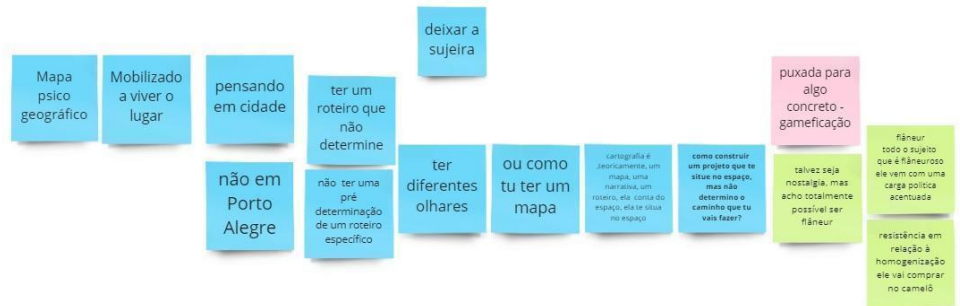 deixar a
sujeira
Mapa
psico
geográfico
Mobilizado
a viver o
lugar
pensando
em cidade
ter um
roteiro que
não
determine
não em
Porto
Alegre
não ter uma
pré
determinação
de um roteiro
específico
ter
diferentes
olhares
ou como
tu ter um
mapa
cartografia é
,teoricamente, um
mapa, uma
narrativa, um
roteiro, ela conta do
espaço, ela te situa
no espaço
como construir
um projeto que te
situe no espaço,
mas não
determino o
caminho que tu
vais fazer?
puxada para
algo
concreto -
gameficação
talvez seja
nostalgia, mas
acho totalmente
possível ser
flâneur
flâneur
todo o sujeito
que é flâneuroso
ele vem com uma
carga politica
acentuada
resistência em
relação à
homogenização
ele vai comprar
no camelô